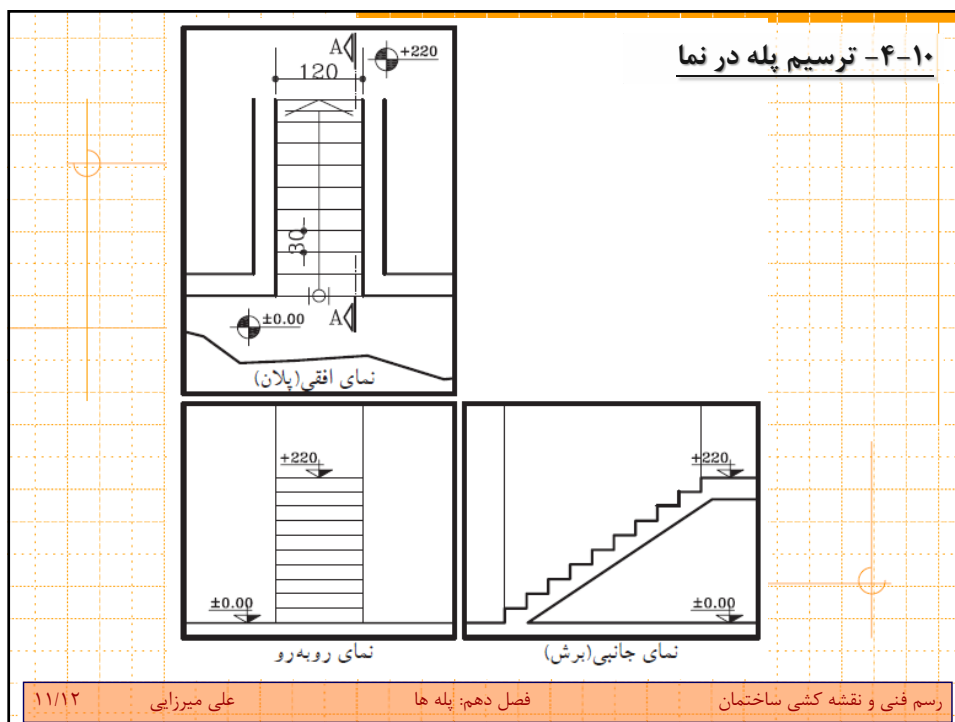 ۱۰-۴- ترسیم پله در نما
A
+220
120
30
A
±0.00
نمای افقی(پلان)
+220
±0.00
نمای روبه‌رو
+220
±0.00
نمای جانبی(برش)
رسم فنی و نقشه کشی ساختمان
فصل دهم: پله ها
علی میرزایی
۱۱/۱۲